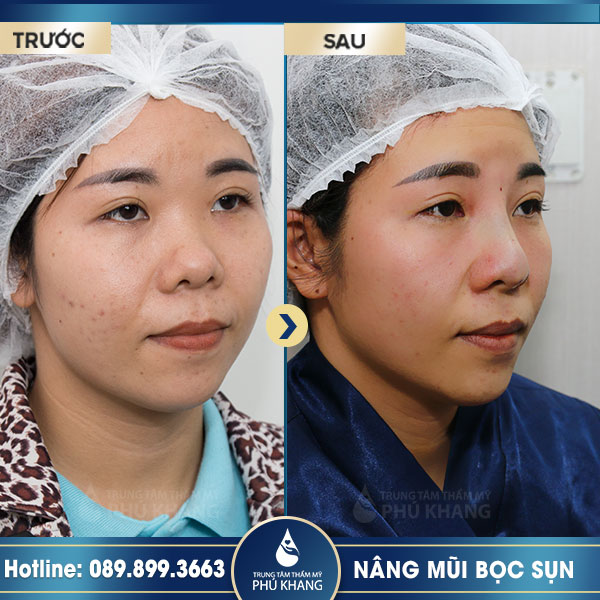 TRƯỚC
SAU
TRUNG TÂM THẨM MỸ
PHÚ KHANG
TRUNG TÂM THẨM MỸ
PHÚ KHANG
Hotline: 089.899.3663
TRUNG TÂM THẨM MỸ
PHÚ KHANG
NÂNG MŨI BỌC SỤN